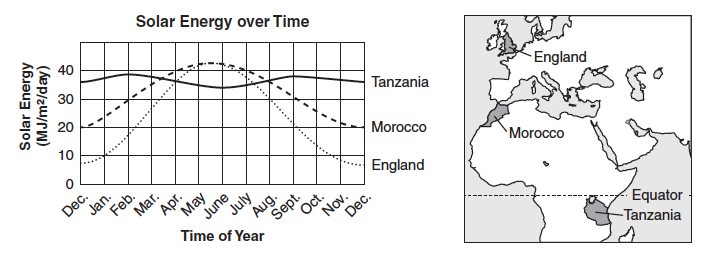 Solar Energy over Time
Solar Energy
(MJ/m²/day)
40
30
20
10
0
Tanzania
Morocco
England
Dec.
Jan.
Feb.
Mar.
Apr.
May
June
July
Aug.
Sept.
Oct.
Nov.
Dec.
Time of Year
England
Morocco
Equator
Tanzania